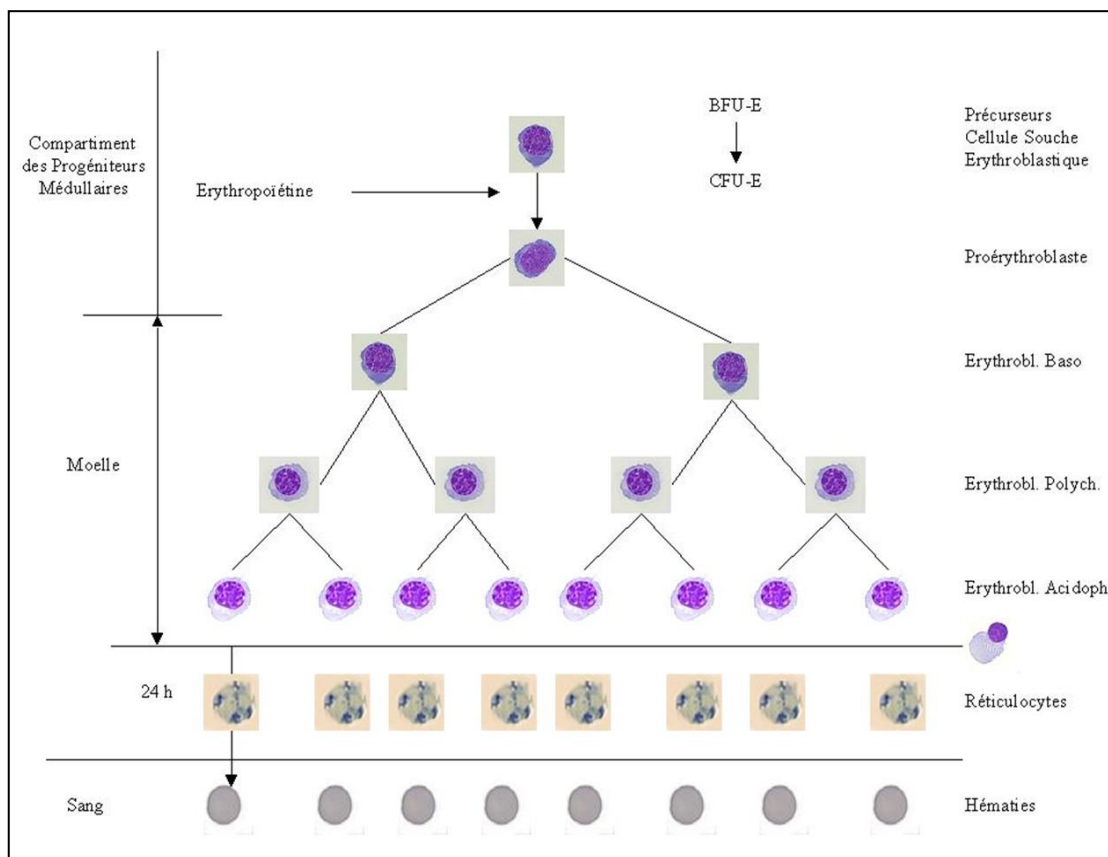 BFU-E
Précurseurs
Cellule Souche
Erythroblastique
Compartiment
des Progéniteurs
Médullaires
CFU-E
Erythropoïétine
Proérythroblaste
Erythrobl. Baso
Moelle
Erythrobl. Polych.
Erythrobl. Acidoph
24 h
Réticulocytes
Sang
Hématies